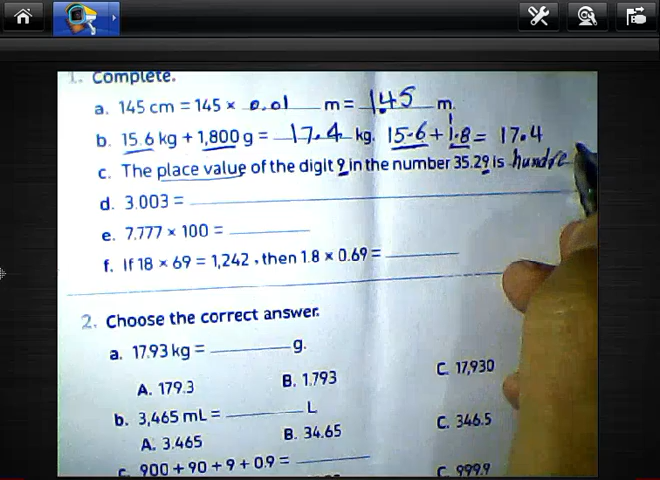 1. Complete.
a. 145 cm = 145 × 0.01 m = 1.45 m.
b. 15.6 kg + 1,800 g = 17.4 kg. 15.6 + 1.8 = 17.4
c. The place value of the digit 9 in the number 35.29 is hundre
d. 3.003 =
e. 7.777 × 100 =
f. If 18 × 69 = 1,242 , then 1.8 × 0.69 =
2. Choose the correct answer.
a. 17.93 kg = g.
A. 179.3 B. 1.793 C. 17,930
b. 3,465 mL = L
A. 3.465 B. 34.65 C. 346.5
c. 900 + 90 + 9 + 0.9 =
C. 999.9